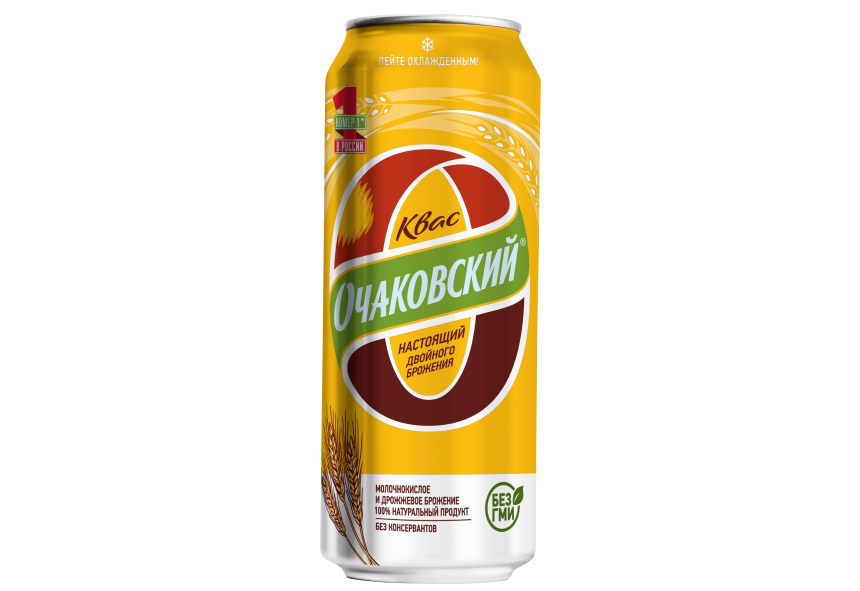 ПЕЙТЕ ОХЛАЖДЕННЫМ!
1
НОМЕР 1*
В РОССИИ
Квас
ОЧАКОВСКИЙ®
НАСТОЯЩИЙ
ДВОЙНОГО
БРОЖЕНИЯ
МОЛОЧНОКИСЛОЕ
И ДРОЖЖЕВОЕ БРОЖЕНИЕ
100% НАТУРАЛЬНЫЙ ПРОДУКТ
БЕЗ КОНСЕРВАНТОВ
БЕЗ
ГМИ